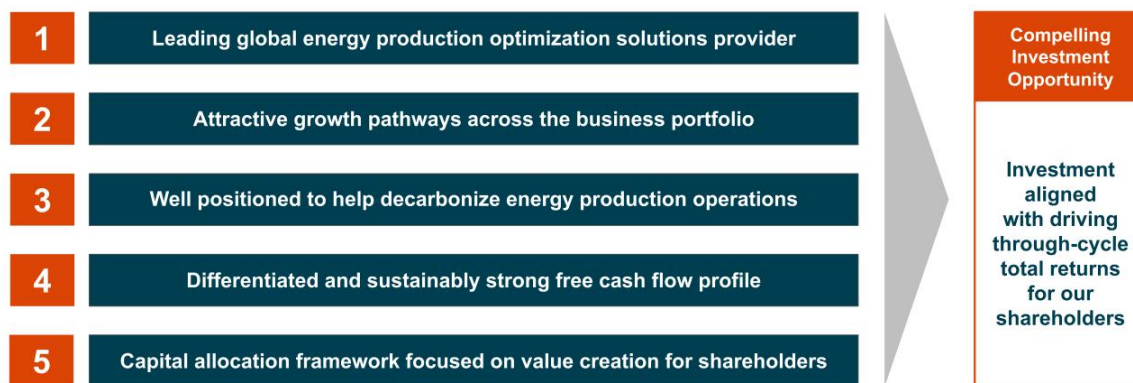 1
Leading global energy production optimization solutions provider
2
Attractive growth pathways across the business portfolio
3
Well positioned to help decarbonize energy production operations
4
Differentiated and sustainably strong free cash flow profile
5
Capital allocation framework focused on value creation for shareholders
Compelling
Investment
Opportunity
Investment
aligned
with driving
through-cycle
total returns
for our
shareholders